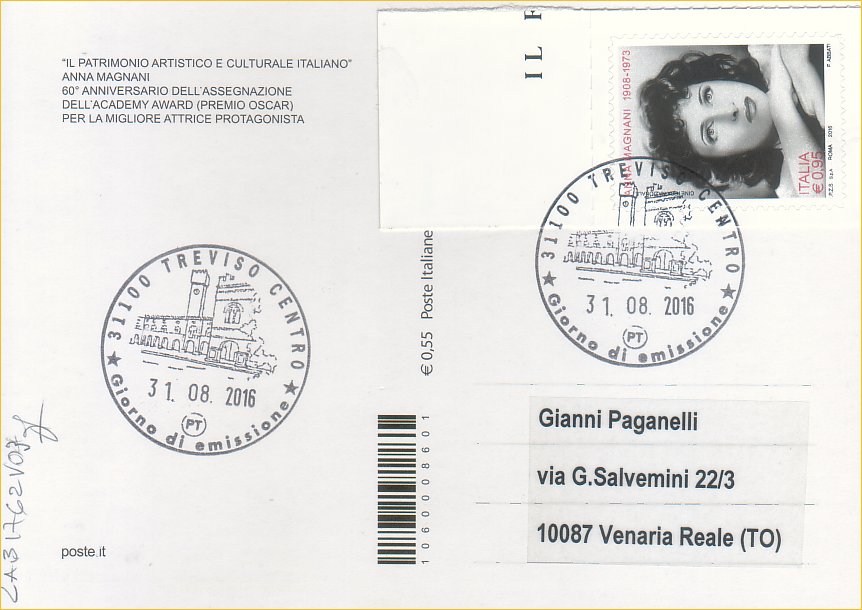 "IL PATRIMONIO ARTISTICO E CULTURALE ITALIANO"
ANNA MAGNANI
60° ANNIVERSARIO DELL'ASSEGNAZIONE
DELL'ACADEMY AWARD (PREMIO OSCAR)
PER LA MIGLIORE ATTRICE PROTAGONISTA
IL
ANNA MAGNANI 1908-1973
ITALIA
€ 0,95
P.Z.S. S.p.A. ROMA 2016
31100 TREVISO CENTRO
31. 08. 2016
PT
Giorno di emissione
31100 TREVISO CENTRO
31. 08. 2016
PT
Giorno di emissione
€ 0,55 Poste Italiane
1060008601
Gianni Paganelli
via G.Salvemini 22/3
10087 Venaria Reale (TO)
poste.it